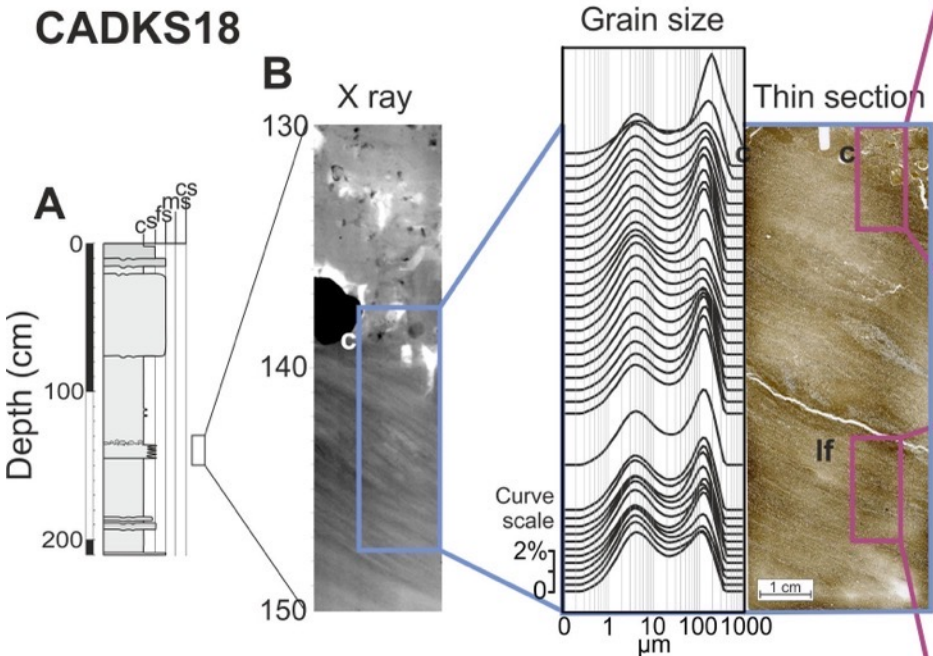 CADKS18
Grain size
B
X ray
Thin section
130
c
c
A
cs
fs
ms
cs
0
Depth (cm)
100
200
c
140
lf
Curve
scale
2%
0
150
1 cm
0 1 10 100 1000
µm